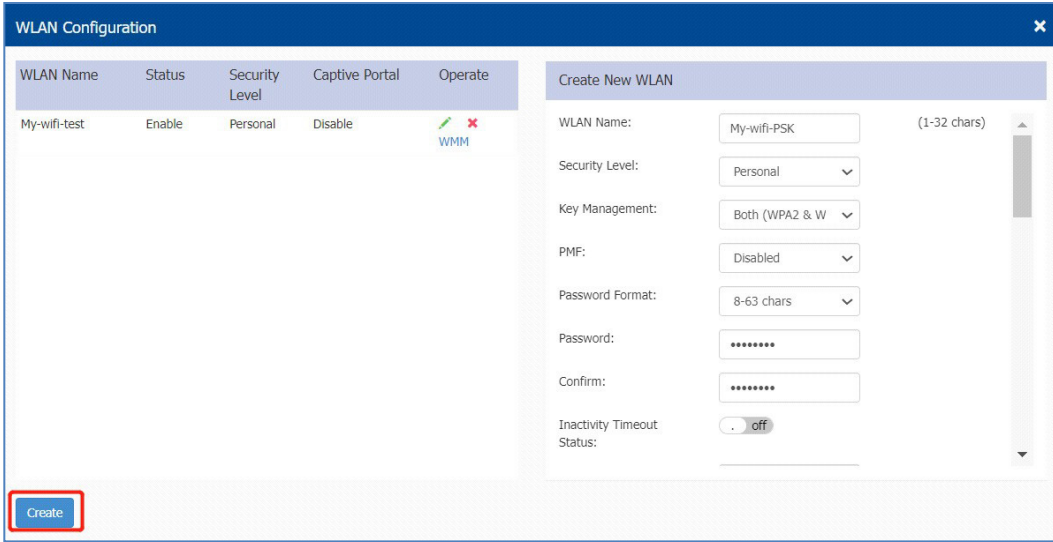 WLAN Configuration
WLAN Name Status Security Level Captive Portal Operate
My-wifi-test Enable Personal Disable
WMM
Create New WLAN
WLAN Name: My-wifi-PSK (1-32 chars)
Security Level: Personal
Key Management: Both (WPA2 & W
PMF: Disabled
Password Format: 8-63 chars
Password: ••••••••
Confirm: ••••••••
Inactivity Timeout Status: . off
Create